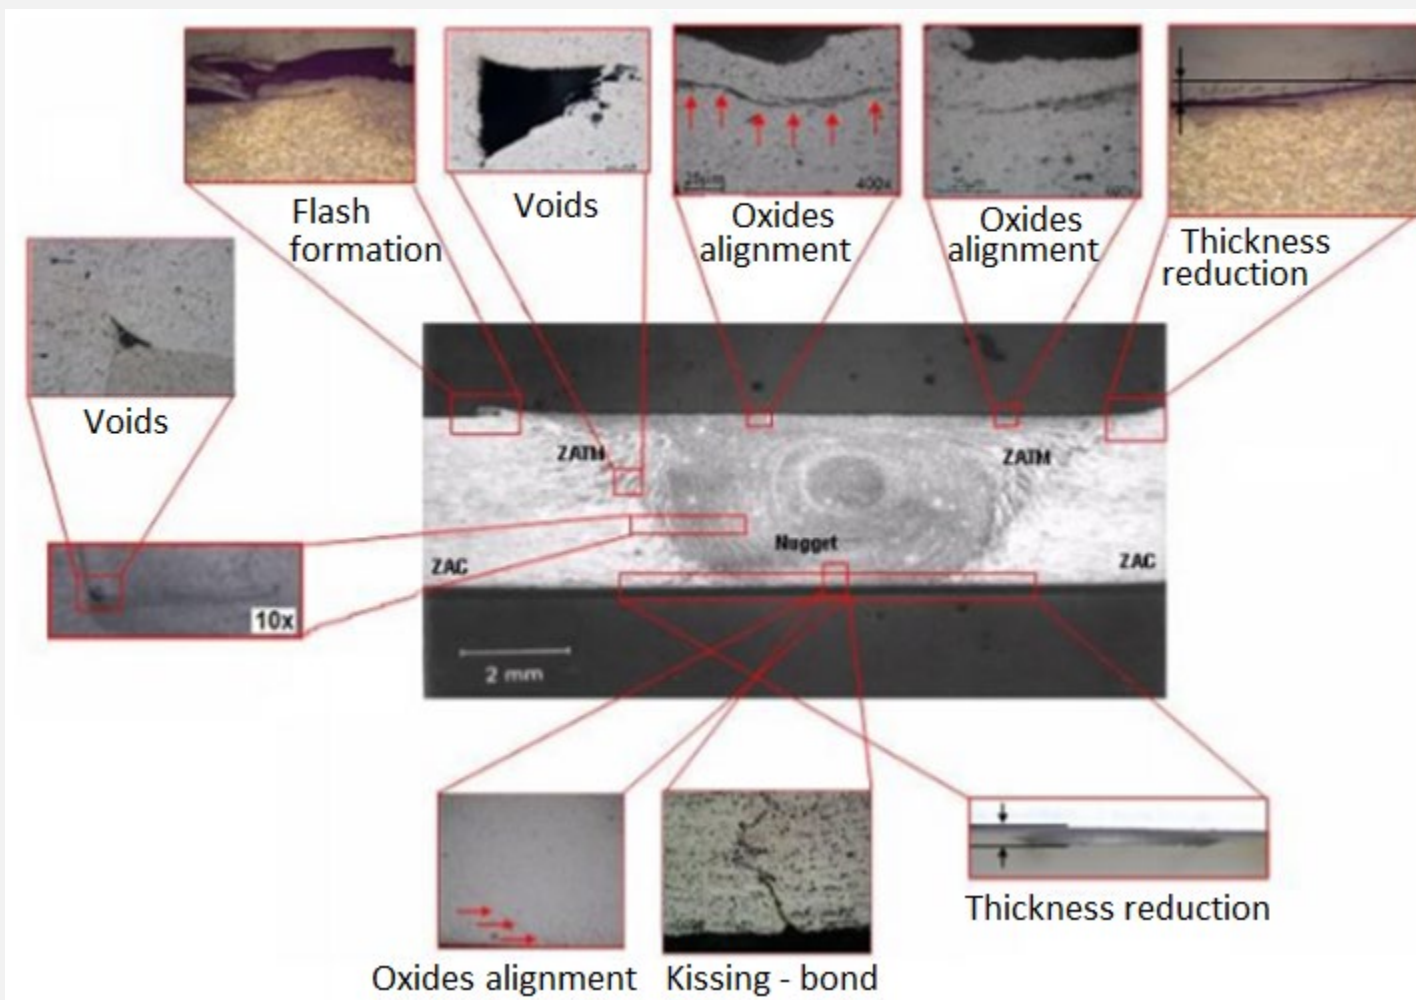 Flash
formation
Voids
25µm
400x
Oxides
alignment
Oxides
alignment
Thickness
reduction
Voids
10x
ZATM
ZATM
Nugget
ZAC
ZAC
2 mm
Oxides alignment
Kissing - bond
Thickness reduction